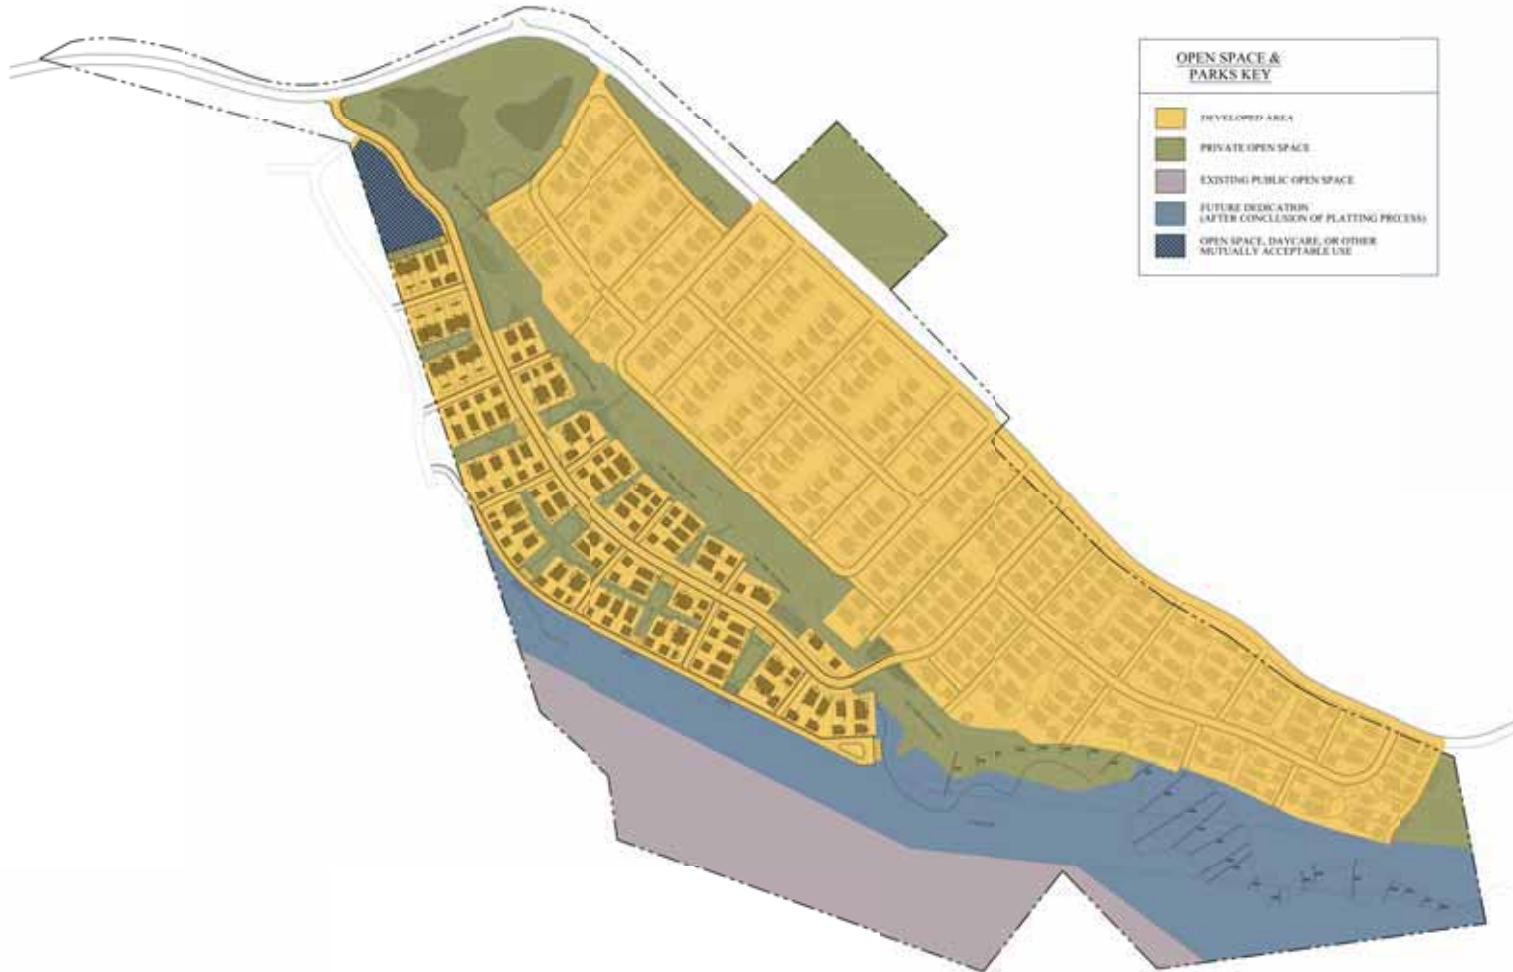 OPEN SPACE &
PARKS KEY
DEVELOPED AREA
PRIVATE OPEN SPACE
EXISTING PUBLIC OPEN SPACE
FUTURE DEDICATION
(AFTER CONCLUSION OF PLATTING PROCESS)
OPEN SPACE, DAYCARE, OR OTHER
MUTUALLY ACCEPTABLE USE